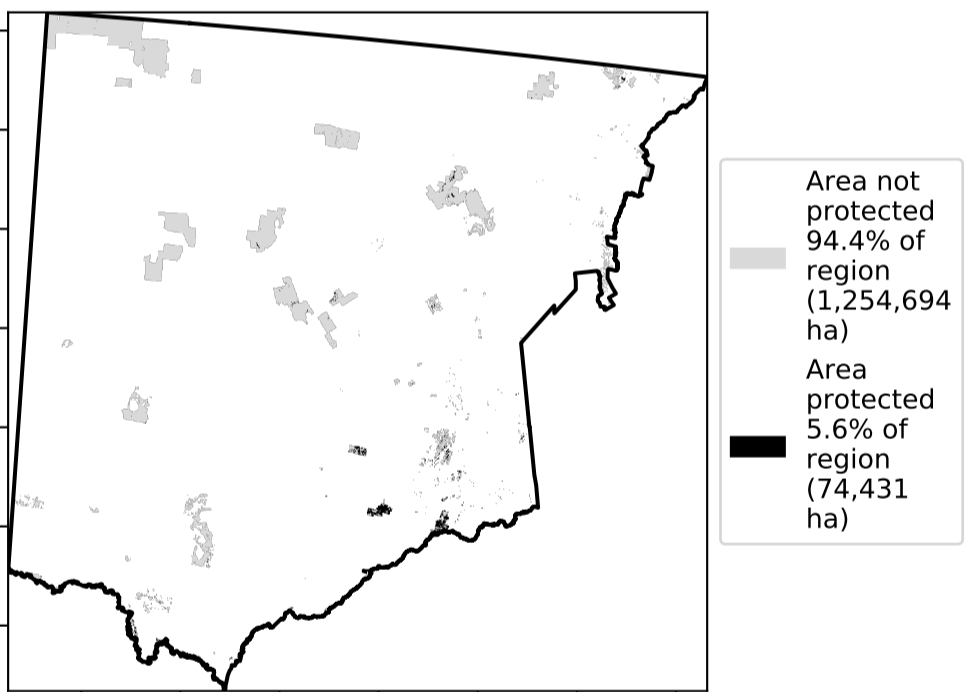 Area not
protected
94.4% of
region
(1,254,694
ha)
Area
protected
5.6% of
region
(74,431
ha)